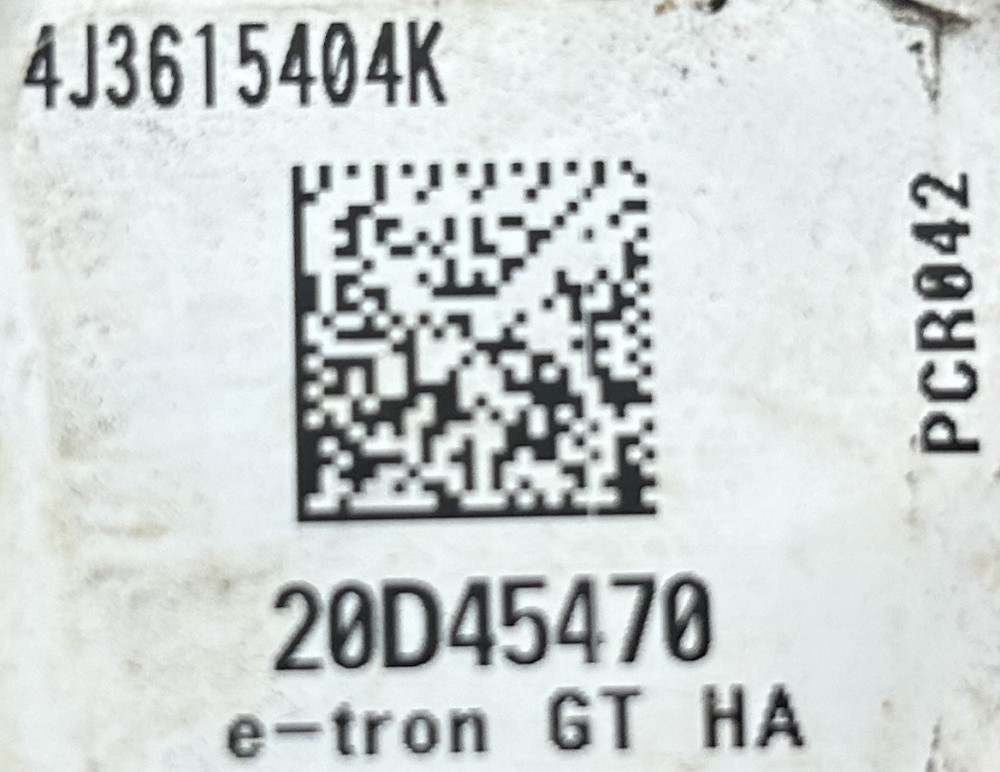 4J3615404K
PCR042
20D45470
e-tron GT HA